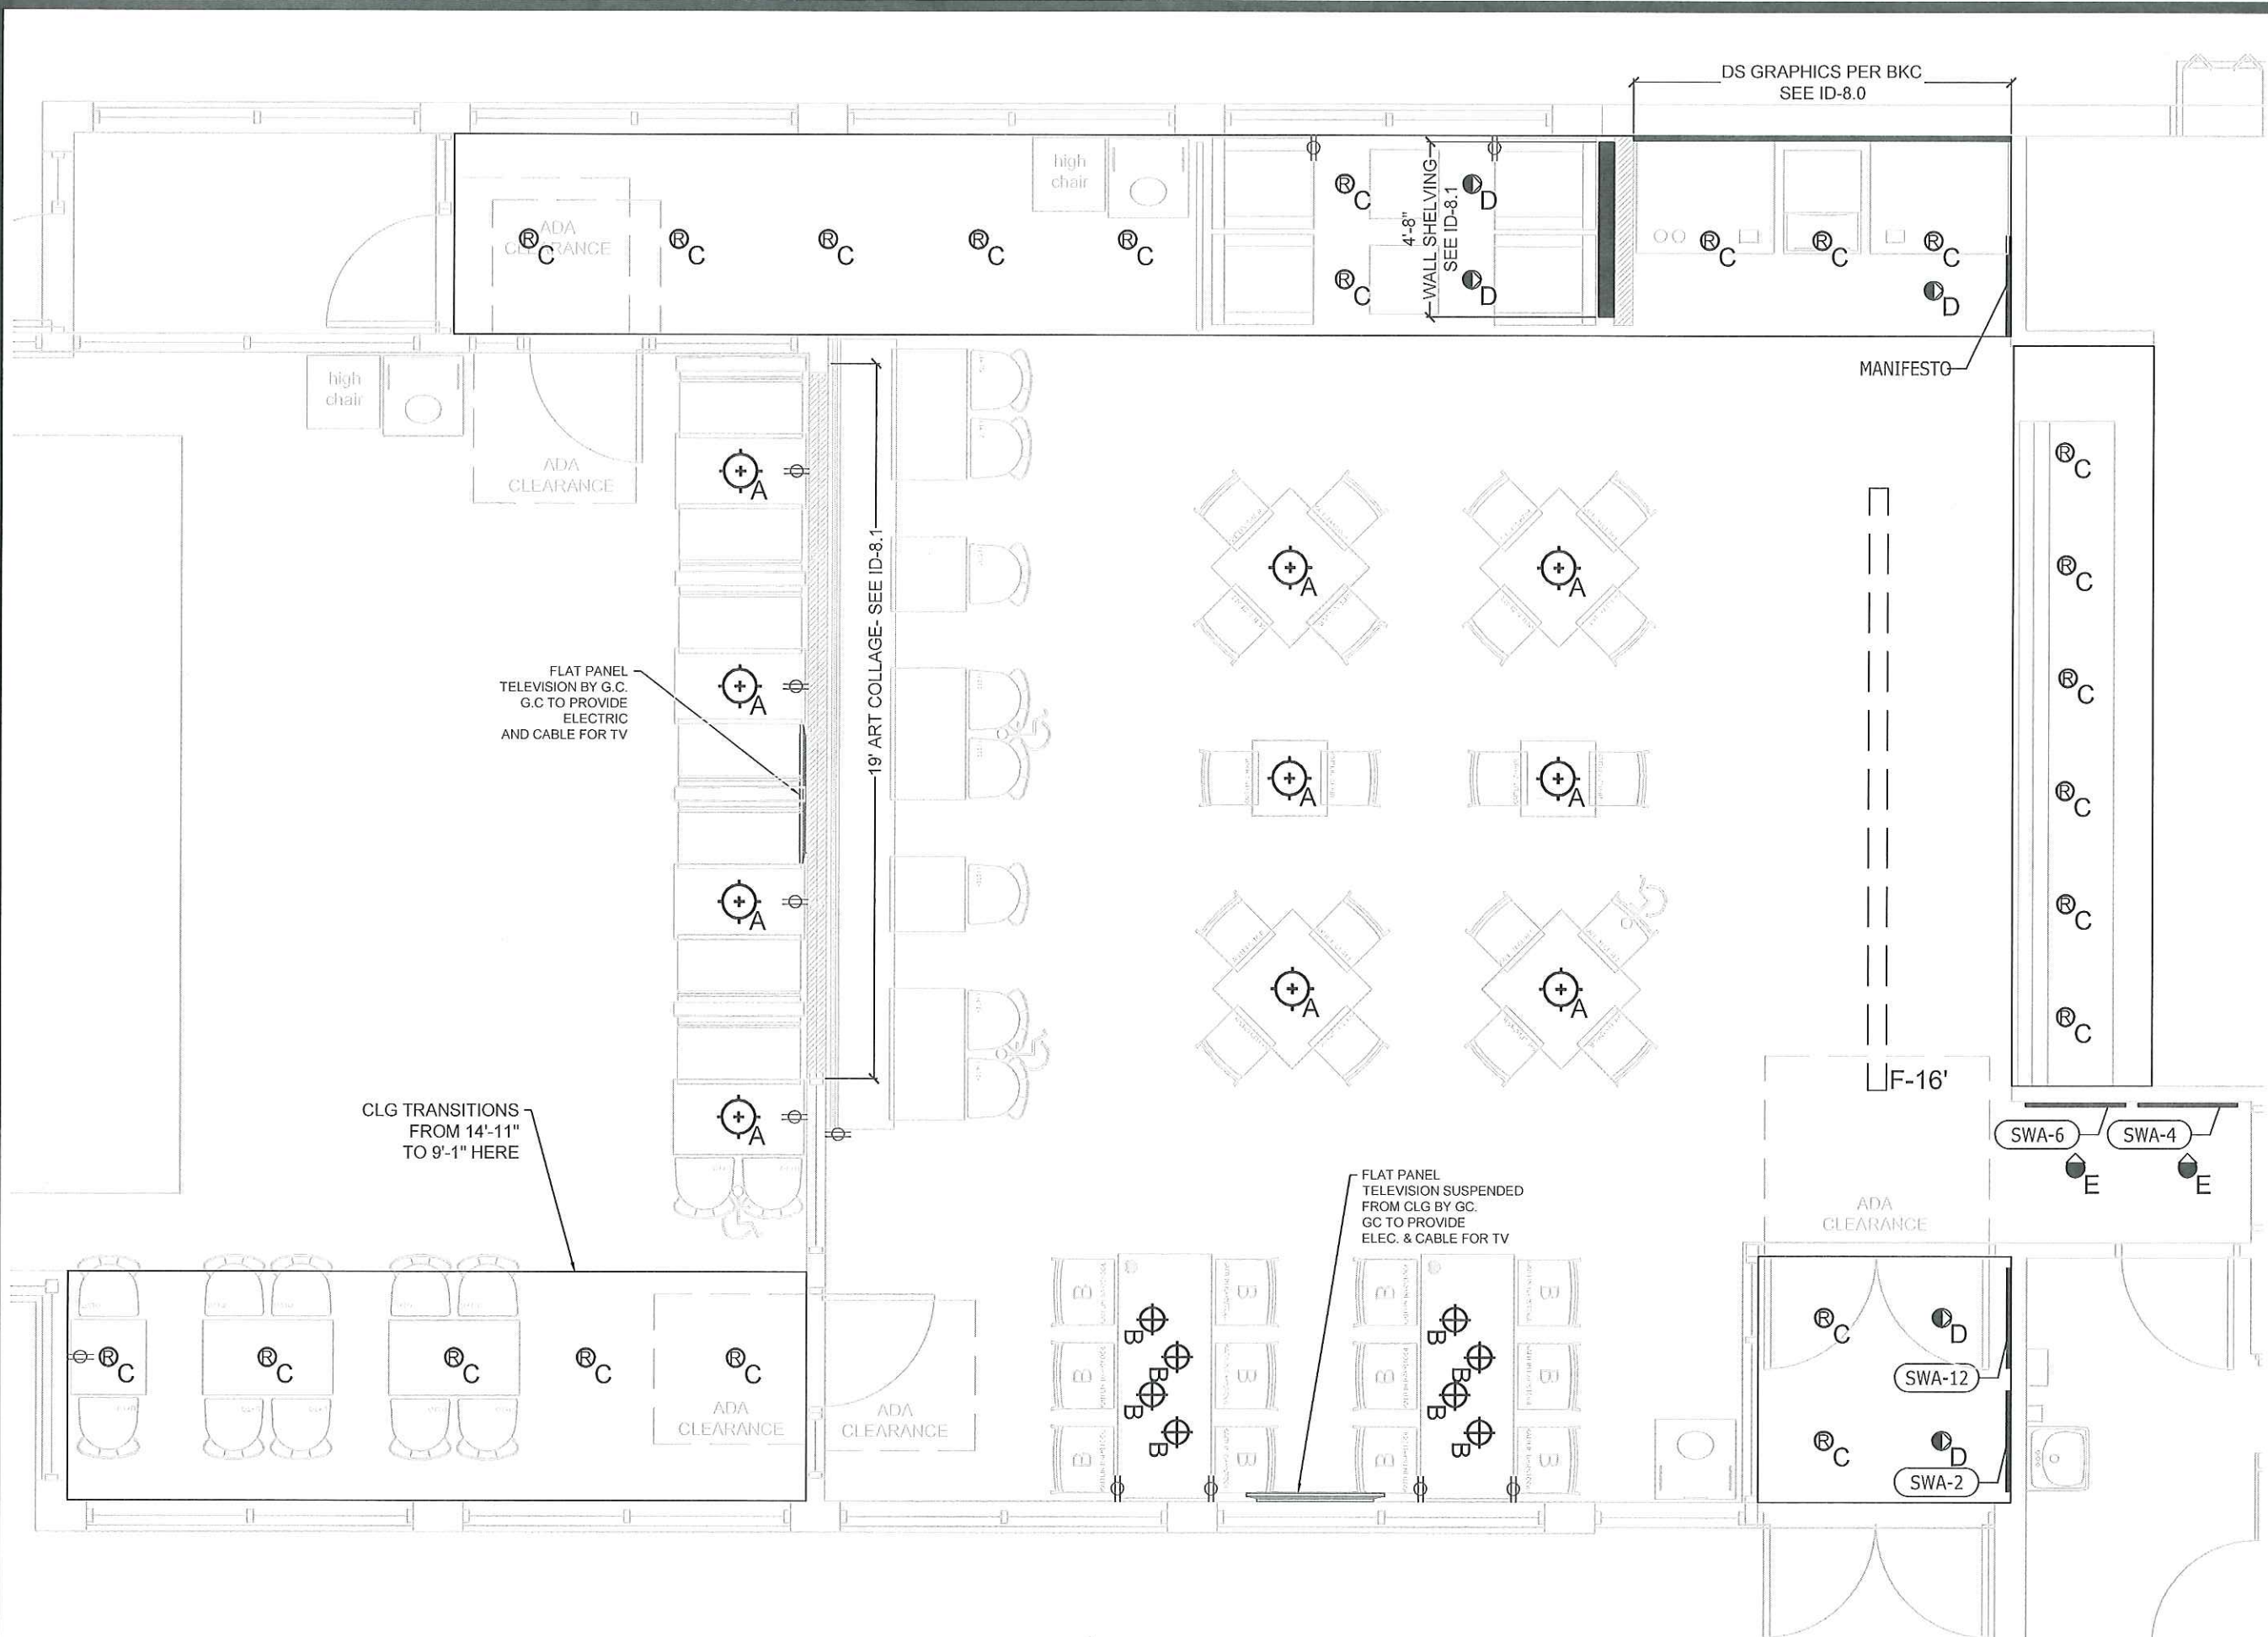 DS GRAPHICS PER BKC
SEE ID-8.0
high
chair
ADA
CLEARANCE
R C
R C
R C
R C
R C
R C
R C
D
D
4'-8"
WALL SHELVING
SEE ID-8.1
R C
R C
R C
D
MANIFESTO
high
chair
ADA
CLEARANCE
A
A
A
A
19' ART COLLAGE- SEE ID-8.1
FLAT PANEL
TELEVISION BY G.C.
G.C TO PROVIDE
ELECTRIC
AND CABLE FOR TV
A
A
A
A
A
A
R C
R C
R C
R C
R C
R C
F-16'
SWA-6
SWA-4
E
E
CLG TRANSITIONS
FROM 14'-11"
TO 9'-1" HERE
FLAT PANEL
TELEVISION SUSPENDED
FROM CLG BY GC.
GC TO PROVIDE
ELEC. & CABLE FOR TV
ADA
CLEARANCE
R C
R C
R C
R C
R C
ADA
CLEARANCE
ADA
CLEARANCE
B
B
B
B
B
B
B
B
R C
D
SWA-12
R C
D
SWA-2